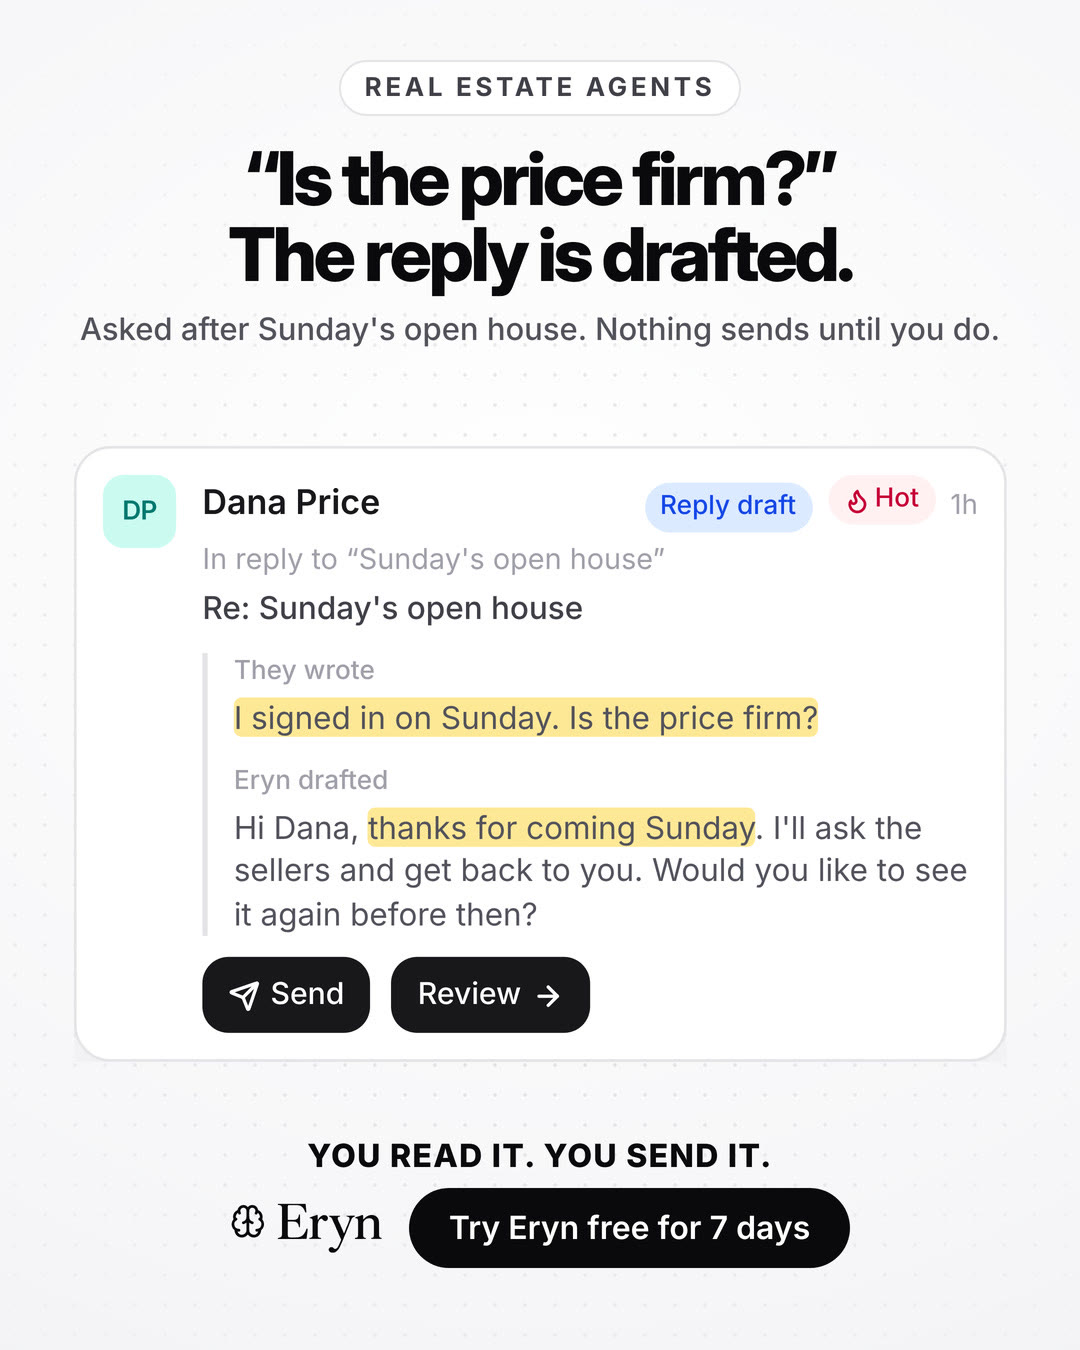 REAL ESTATE AGENTS
“Is the price firm?”
The reply is drafted.
Asked after Sunday's open house. Nothing sends until you do.
DP
Dana Price
Reply draft
Hot
1h
In reply to “Sunday's open house”
Re: Sunday's open house
They wrote
I signed in on Sunday. Is the price firm?
Eryn drafted
Hi Dana, thanks for coming Sunday. I'll ask the
sellers and get back to you. Would you like to see
it again before then?
Send
Review →
YOU READ IT. YOU SEND IT.
Eryn
Try Eryn free for 7 days